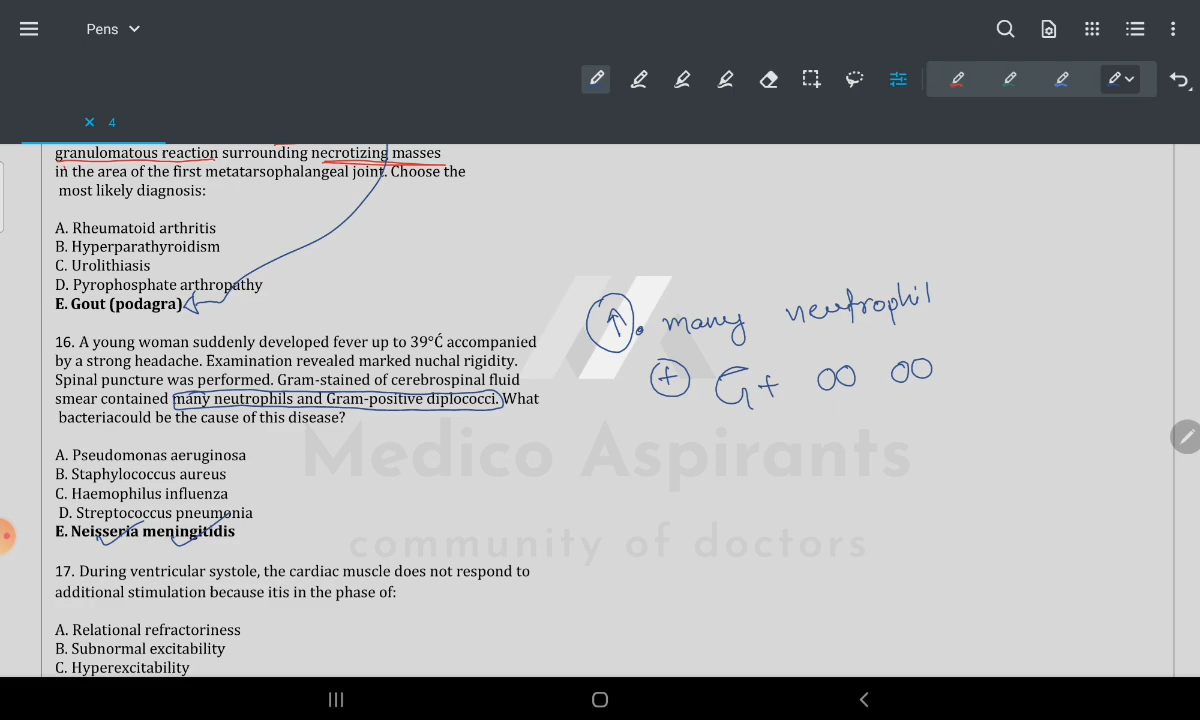 Pens
4
granulomatous reaction surrounding necrotizing masses
in the area of the first metatarsophalangeal joint. Choose the
most likely diagnosis:
A. Rheumatoid arthritis
B. Hyperparathyroidism
C. Urolithiasis
D. Pyrophosphate arthropathy
E. Gout (podagra)
↑. many neutrophil
+ G+ 00 00
16. A young woman suddenly developed fever up to 39°Ć accompanied
by a strong headache. Examination revealed marked nuchal rigidity.
Spinal puncture was performed. Gram-stained of cerebrospinal fluid
smear contained many neutrophils and Gram-positive diplococci. What
bacteriacould be the cause of this disease?
A. Pseudomonas aeruginosa
B. Staphylococcus aureus
C. Haemophilus influenza
D. Streptococcus pneumonia
E. Neisseria meningitidis
Medico Aspirants
community of doctors
17. During ventricular systole, the cardiac muscle does not respond to
additional stimulation because itis in the phase of:
A. Relational refractoriness
B. Subnormal excitability
C. Hyperexcitability